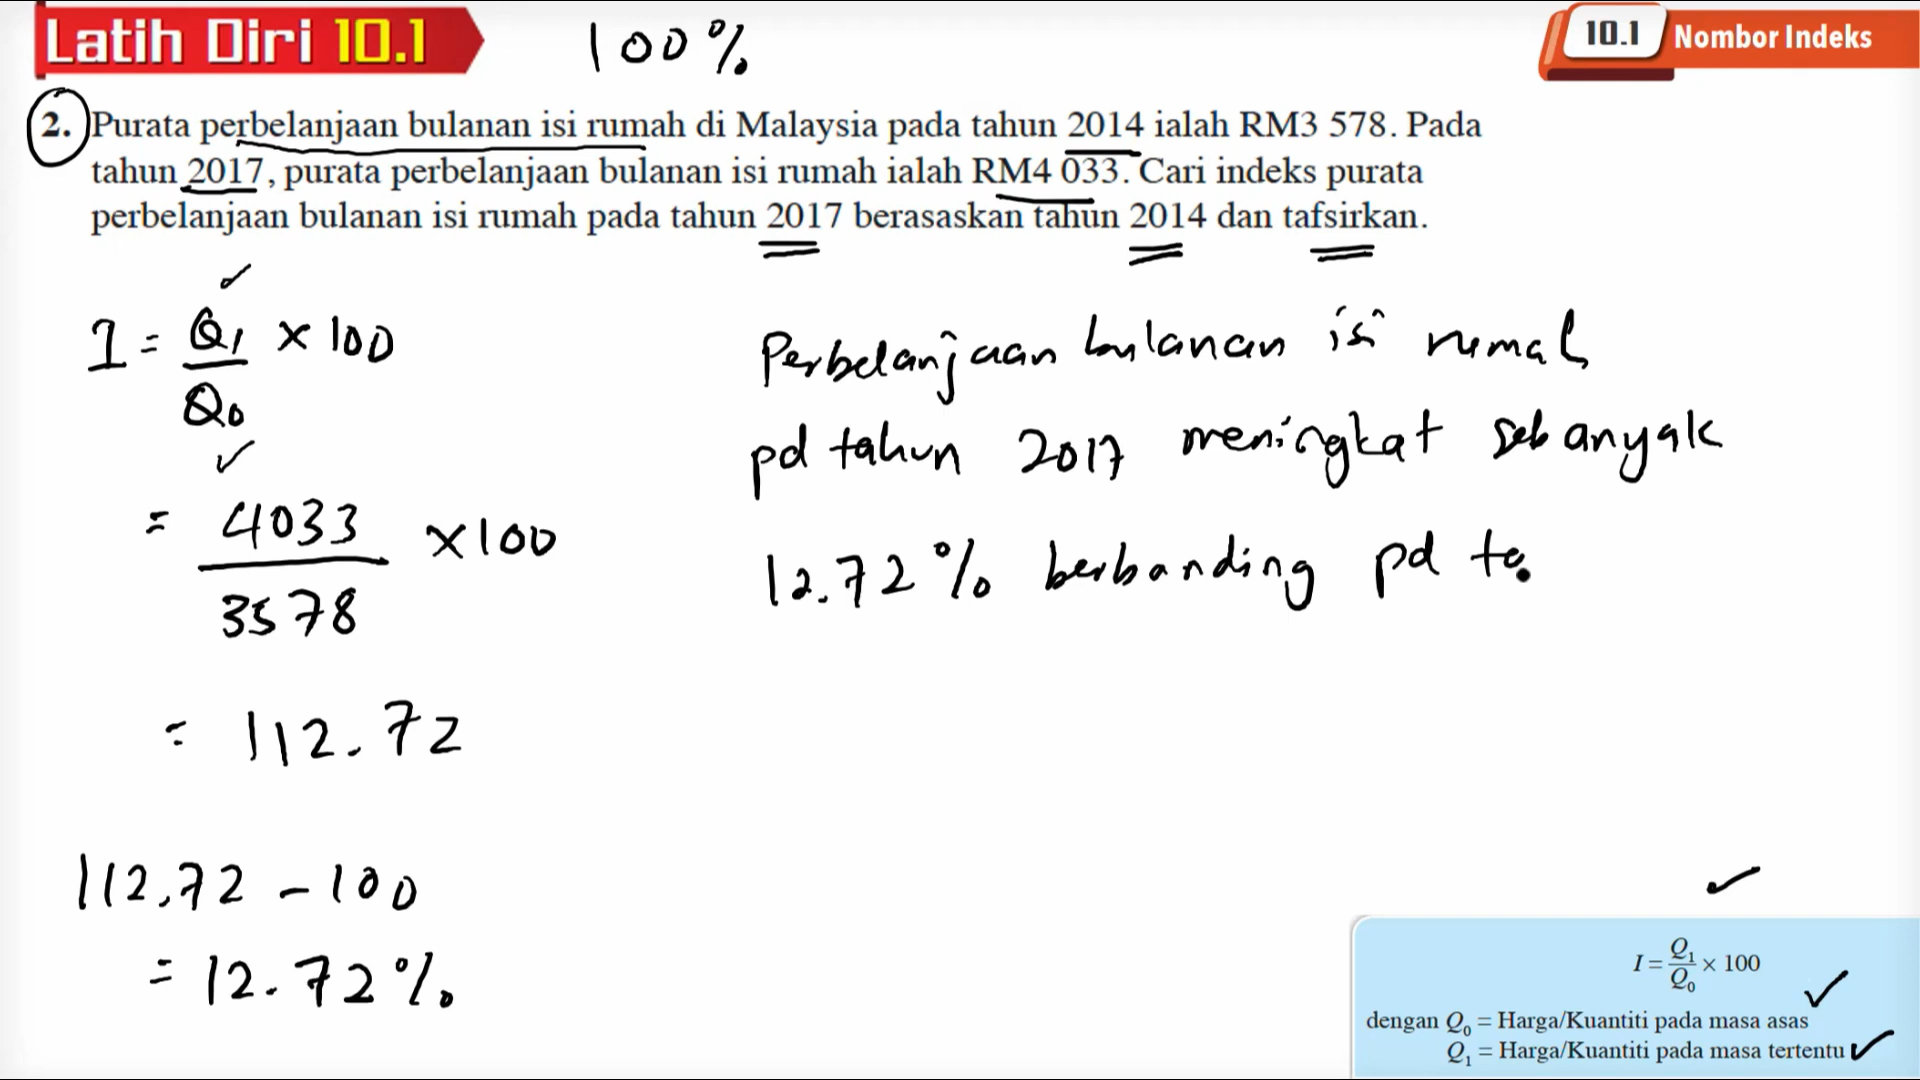 Latih Diri 10.1
100%
10.1 Nombor Indeks
2. Purata perbelanjaan bulanan isi rumah di Malaysia pada tahun 2014 ialah RM3 578. Pada
tahun 2017, purata perbelanjaan bulanan isi rumah ialah RM4 033. Cari indeks purata
perbelanjaan bulanan isi rumah pada tahun 2017 berasaskan tahun 2014 dan tafsirkan.
I = Q₁/Q₀ × 100
= 4033/3578 × 100
= 112.72
112.72 - 100
= 12.72%
Perbelanjaan bulanan isi rumah
pd tahun 2017 meningkat sebanyak
12.72% berbanding pd ta
I = Q₁/Q₀ × 100
dengan Q₀ = Harga/Kuantiti pada masa asas
Q₁ = Harga/Kuantiti pada masa tertentu